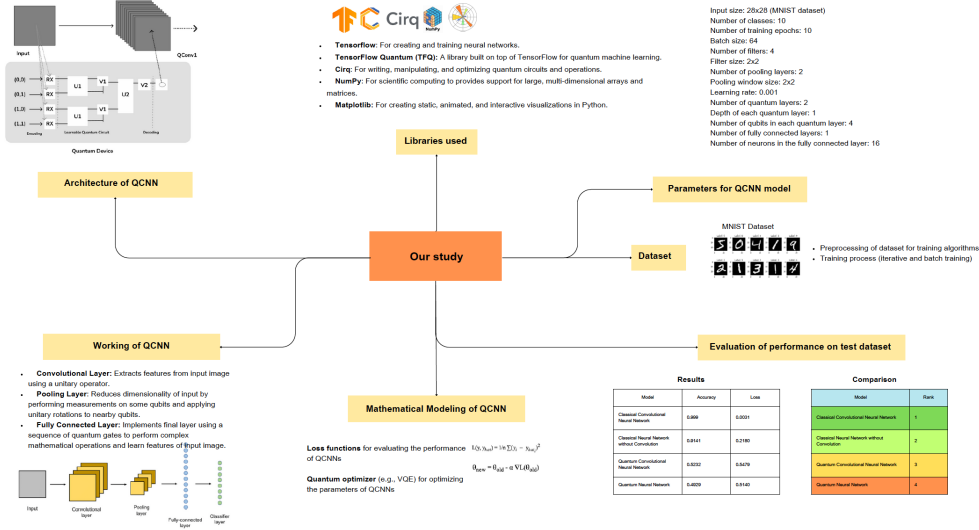 Input
QConv1
(0,0)
(0,1)
(1,0)
(1,1)
RX
RX
RX
RX
U1
U1
V1
V1
U2
V2
Encoding
Learnable Quantum Circuit
Decoding
Quantum Device
Architecture of QCNN
Cirq
NumPy
• Tensorflow: For creating and training neural networks.
• TensorFlow Quantum (TFQ): A library built on top of TensorFlow for quantum machine learning.
• Cirq: For writing, manipulating, and optimizing quantum circuits and operations.
• NumPy: For scientific computing to provide support for large, multi-dimensional arrays and
matrices.
• Matplotlib: For creating static, animated, and interactive visualizations in Python.
Libraries used
Input size: 28x28 (MNIST dataset)
Number of classes: 10
Number of training epochs: 10
Batch size: 64
Number of filters: 4
Filter size: 2x2
Number of pooling layers: 2
Pooling window size: 2x2
Learning rate: 0.001
Number of quantum layers: 2
Depth of each quantum layer: 1
Number of qubits in each quantum layer: 4
Number of fully connected layers: 1
Number of neurons in the fully connected layer: 16
Parameters for QCNN model
Our study
Dataset
MNIST Dataset
5 0 4 1 9
2 1 3 1 4
• Preprocessing of dataset for training algorithms
• Training process (iterative and batch training)
Working of QCNN
• Convolutional Layer: Extracts features from input image
using a unitary operator.
• Pooling Layer: Reduces dimensionality of input by
performing measurements on some qubits and applying
unitary rotations to nearby qubits.
• Fully Connected Layer: Implements final layer using a
sequence of quantum gates to perform complex
mathematical operations and learn features of input image.
Input
Convolutional
layer
Pooling
layer
Fully-connected
layer
Classifier
layer
Mathematical Modeling of QCNN
Loss functions for evaluating the performance
of QCNNs
θnew = θold - α ∇L(θold)
Quantum optimizer (e.g., VQE) for optimizing
the parameters of QCNNs
Evaluation of performance on test dataset
Results
Model Accuracy Loss
Classical Convolutional
Neural Network 0.999 0.0031
Classical Neural Network
without Convolution 0.9141 0.2180
Quantum Convolutional
Neural Network 0.5232 0.5479
Quantum Neural Network 0.4929 0.5140
Comparison
Model Rank
Classical Convolutional Neural Network 1
Classical Neural Network without
Convolution 2
Quantum Convolutional Neural Network 3
Quantum Neural Network 4